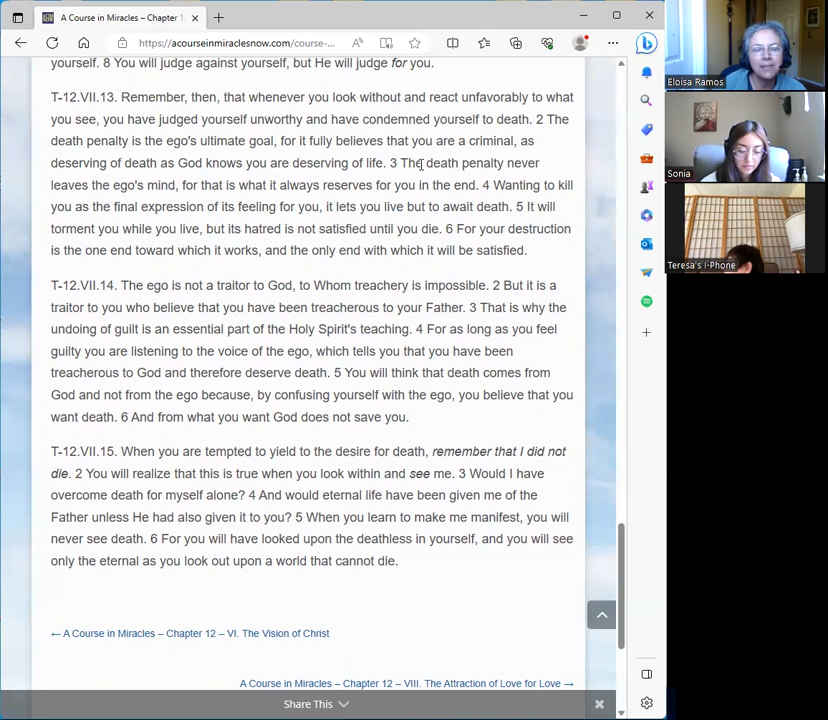 A Course in Miracles – Chapter 12
https://acourseinmiraclesnow.com/course-...
yourself. 8 You will judge against yourself, but He will judge for you.
T-12.VII.13. Remember, then, that whenever you look without and react unfavorably to what
you see, you have judged yourself unworthy and have condemned yourself to death. 2 The
death penalty is the ego's ultimate goal, for it fully believes that you are a criminal, as
deserving of death as God knows you are deserving of life. 3 The death penalty never
leaves the ego's mind, for that is what it always reserves for you in the end. 4 Wanting to kill
you as the final expression of its feeling for you, it lets you live but to await death. 5 It will
torment you while you live, but its hatred is not satisfied until you die. 6 For your destruction
is the one end toward which it works, and the only end with which it will be satisfied.
T-12.VII.14. The ego is not a traitor to God, to Whom treachery is impossible. 2 But it is a
traitor to you who believe that you have been treacherous to your Father. 3 That is why the
undoing of guilt is an essential part of the Holy Spirit's teaching. 4 For as long as you feel
guilty you are listening to the voice of the ego, which tells you that you have been
treacherous to God and therefore deserve death. 5 You will think that death comes from
God and not from the ego because, by confusing yourself with the ego, you believe that you
want death. 6 And from what you want God does not save you.
T-12.VII.15. When you are tempted to yield to the desire for death, remember that I did not
die. 2 You will realize that this is true when you look within and see me. 3 Would I have
overcome death for myself alone? 4 And would eternal life have been given me of the
Father unless He had also given it to you? 5 When you learn to make me manifest, you will
never see death. 6 For you will have looked upon the deathless in yourself, and you will see
only the eternal as you look out upon a world that cannot die.
← A Course in Miracles – Chapter 12 – VI. The Vision of Christ
A Course in Miracles – Chapter 12 – VIII. The Attraction of Love for Love →
Share This
Eloisa Ramos
Sonia
Teresa's i-Phone